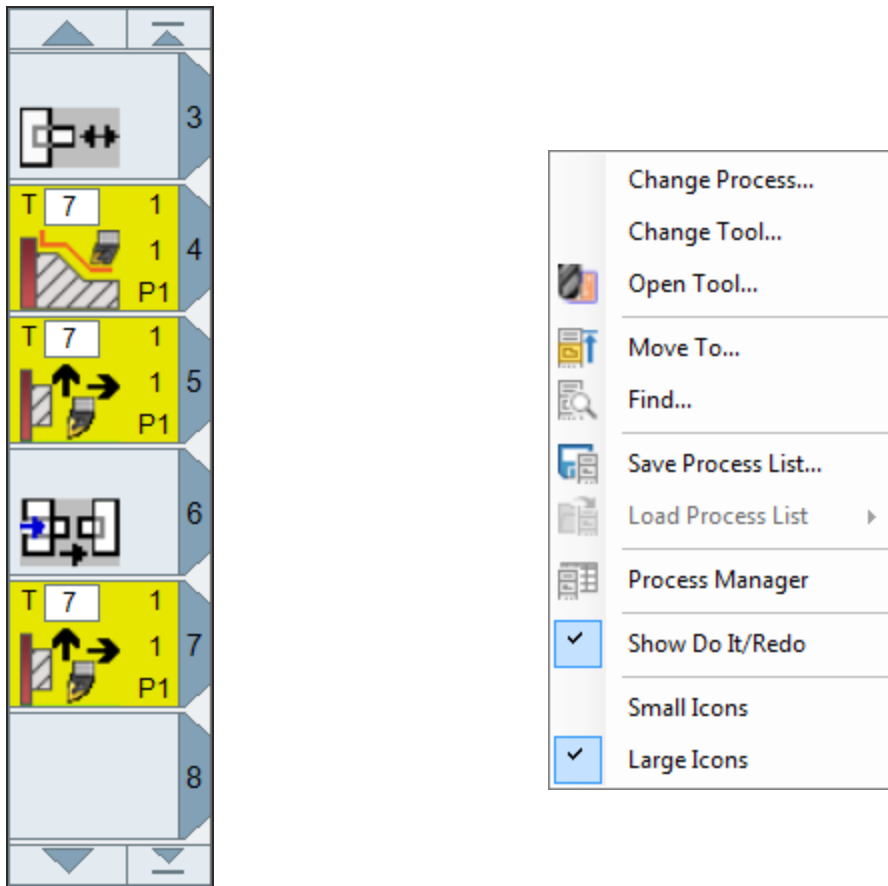 3
T 7 1
1 4
P1
T 7 1
1 5
P1
6
T 7 1
1 7
P1
8
Change Process...
Change Tool...
Open Tool...
Move To...
Find...
Save Process List...
Load Process List
Process Manager
Show Do It/Redo
Small Icons
Large Icons